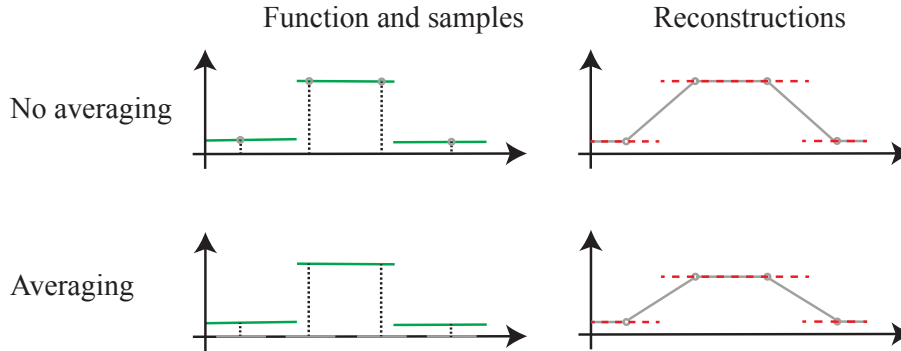 Function and samples
Reconstructions
No averaging
Averaging